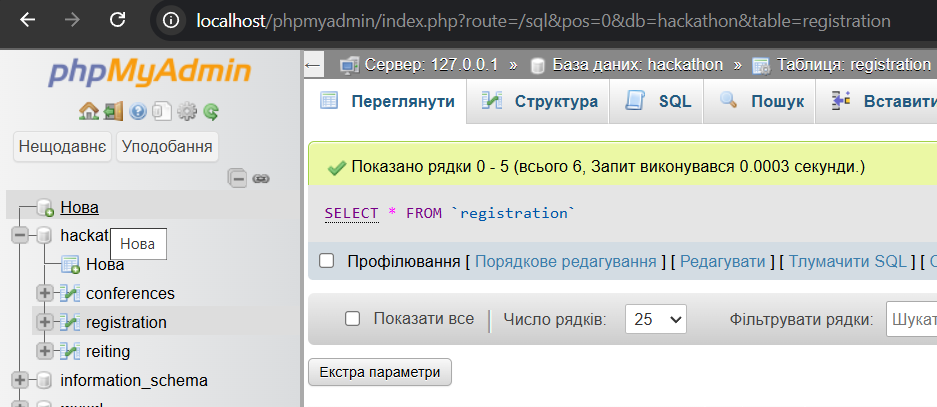 localhost/phpmyadmin/index.php?route=/sql&pos=0&db=hackathon&table=registration
phpMyAdmin
Нещодавнє Уподобання
Нова
hackat
Нова
Нова
conferences
registration
reiting
information_schema
Сервер: 127.0.0.1 » База даних: hackathon » Таблиця: registration
Переглянути Структура SQL Пошук Вставити
Показано рядки 0 - 5 (всього 6, Запит виконувався 0.0003 секунди.)
SELECT * FROM `registration`
Профілювання [ Порядкове редагування ] [ Редагувати ] [ Тлумачити SQL ] [
Показати все | Число рядків: 25 Фільтрувати рядки: Шукат
Екстра параметри